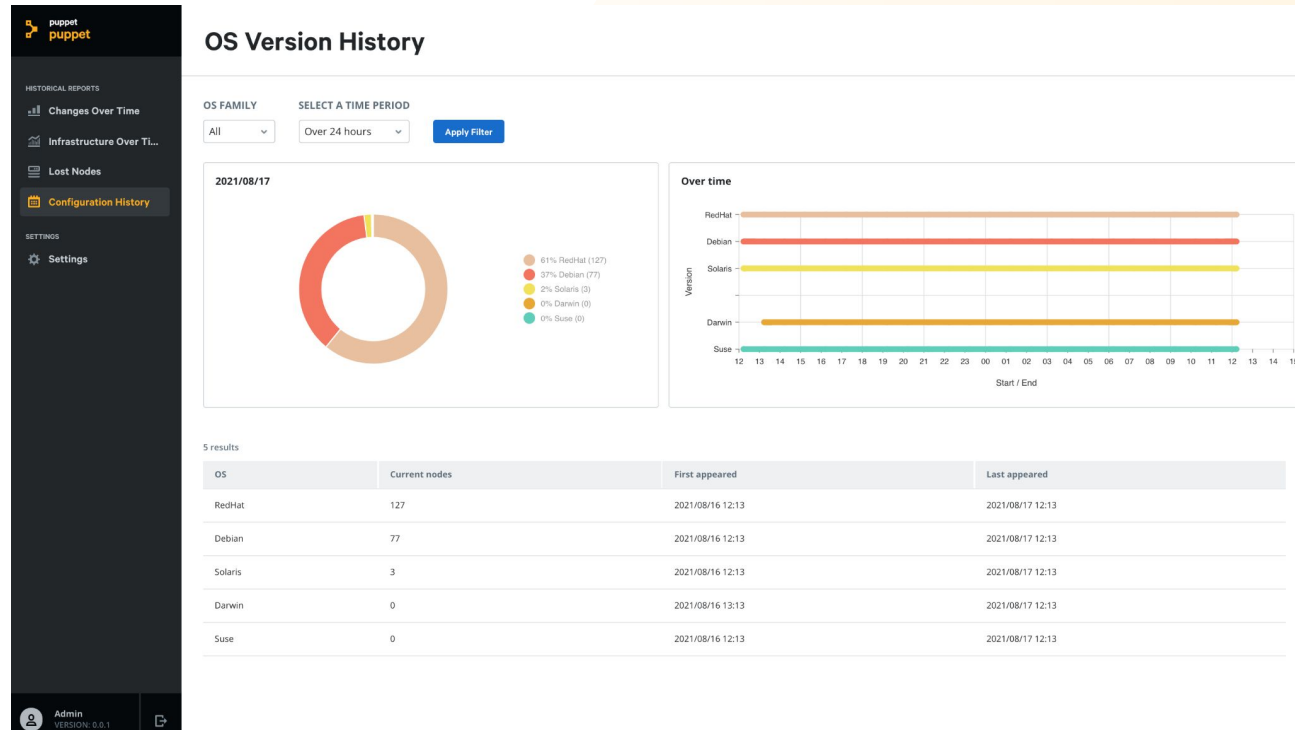 puppet
puppet
OS Version History
HISTORICAL REPORTS
Changes Over Time
Infrastructure Over Ti...
Lost Nodes
Configuration History
SETTINGS
Settings
OS FAMILY SELECT A TIME PERIOD
All Over 24 hours Apply Filter
2021/08/17
61% RedHat (127)
37% Debian (77)
2% Solaris (3)
0% Darwin (0)
0% Suse (0)
Over time
Version
RedHat
Debian
Solaris
Darwin
Suse
12 13 14 15 16 17 18 19 20 21 22 23 00 01 02 03 04 05 06 07 08 09 10 11 12 13 14
Start / End
5 results
OS Current nodes First appeared Last appeared
RedHat 127 2021/08/16 12:13 2021/08/17 12:13
Debian 77 2021/08/16 12:13 2021/08/17 12:13
Solaris 3 2021/08/16 12:13 2021/08/17 12:13
Darwin 0 2021/08/16 13:13 2021/08/17 12:13
Suse 0 2021/08/16 12:13 2021/08/17 12:13
Admin
VERSION: 0.0.1